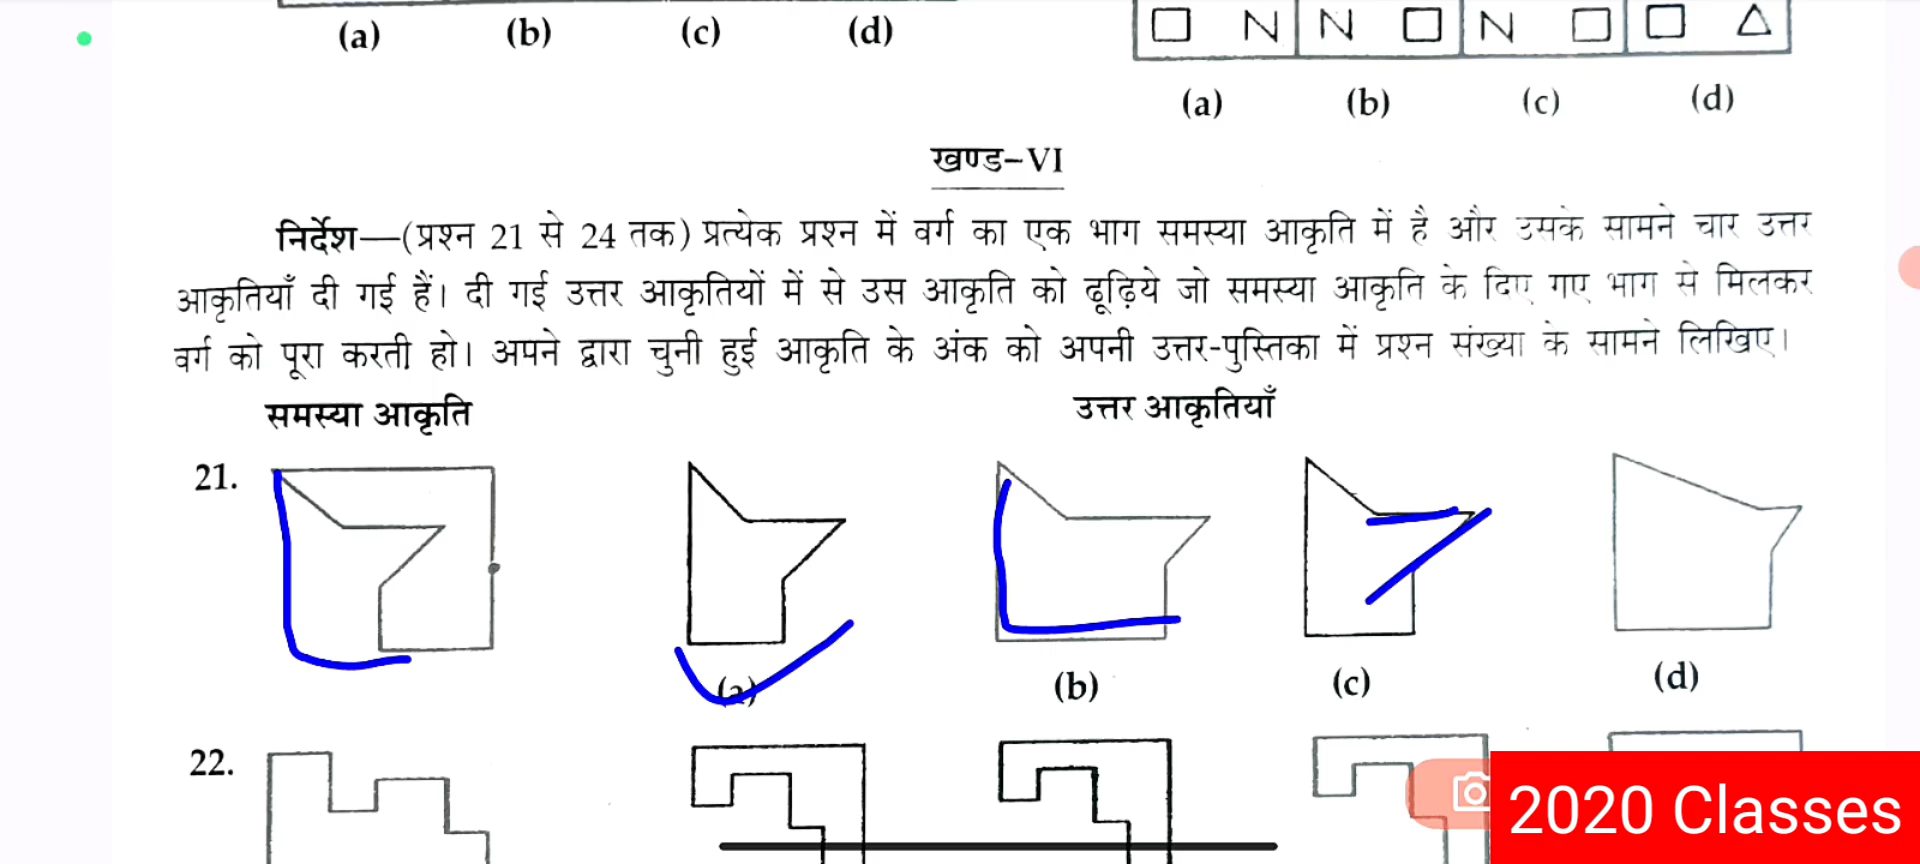 (a) (b) (c) (d)
N N N
(a) (b) (c) (d)
खण्ड-VI
निर्देश—(प्रश्न 21 से 24 तक) प्रत्येक प्रश्न में वर्ग का एक भाग समस्या आकृति में है और उसके सामने चार उत्तर
आकृतियाँ दी गई हैं। दी गई उत्तर आकृतियों में से उस आकृति को ढूढ़िये जो समस्या आकृति के दिए गए भाग से मिलकर
वर्ग को पूरा करती हो। अपने द्वारा चुनी हुई आकृति के अंक को अपनी उत्तर-पुस्तिका में प्रश्न संख्या के सामने लिखिए।
समस्या आकृति उत्तर आकृतियाँ
21.
(a) (b) (c) (d)
22.
2020 Classes